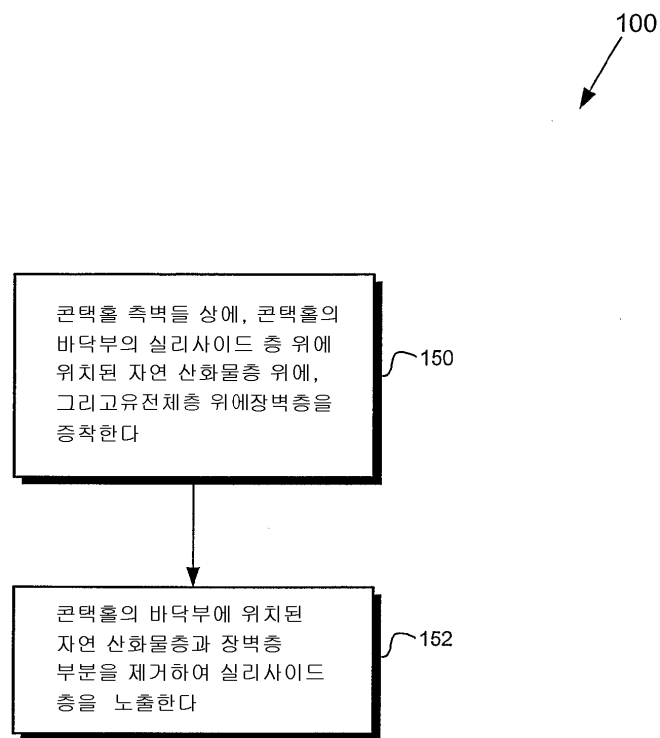 100
콘택홀 측벽들 상에, 콘택홀의
바닥부의 실리사이드 층 위에
위치된 자연 산화물층 위에,
그리고유전체층 위에장벽층을
증착한다
150
콘택홀의 바닥부에 위치된
자연 산화물층과 장벽층
부분을 제거하여 실리사이드
층을 노출한다
152